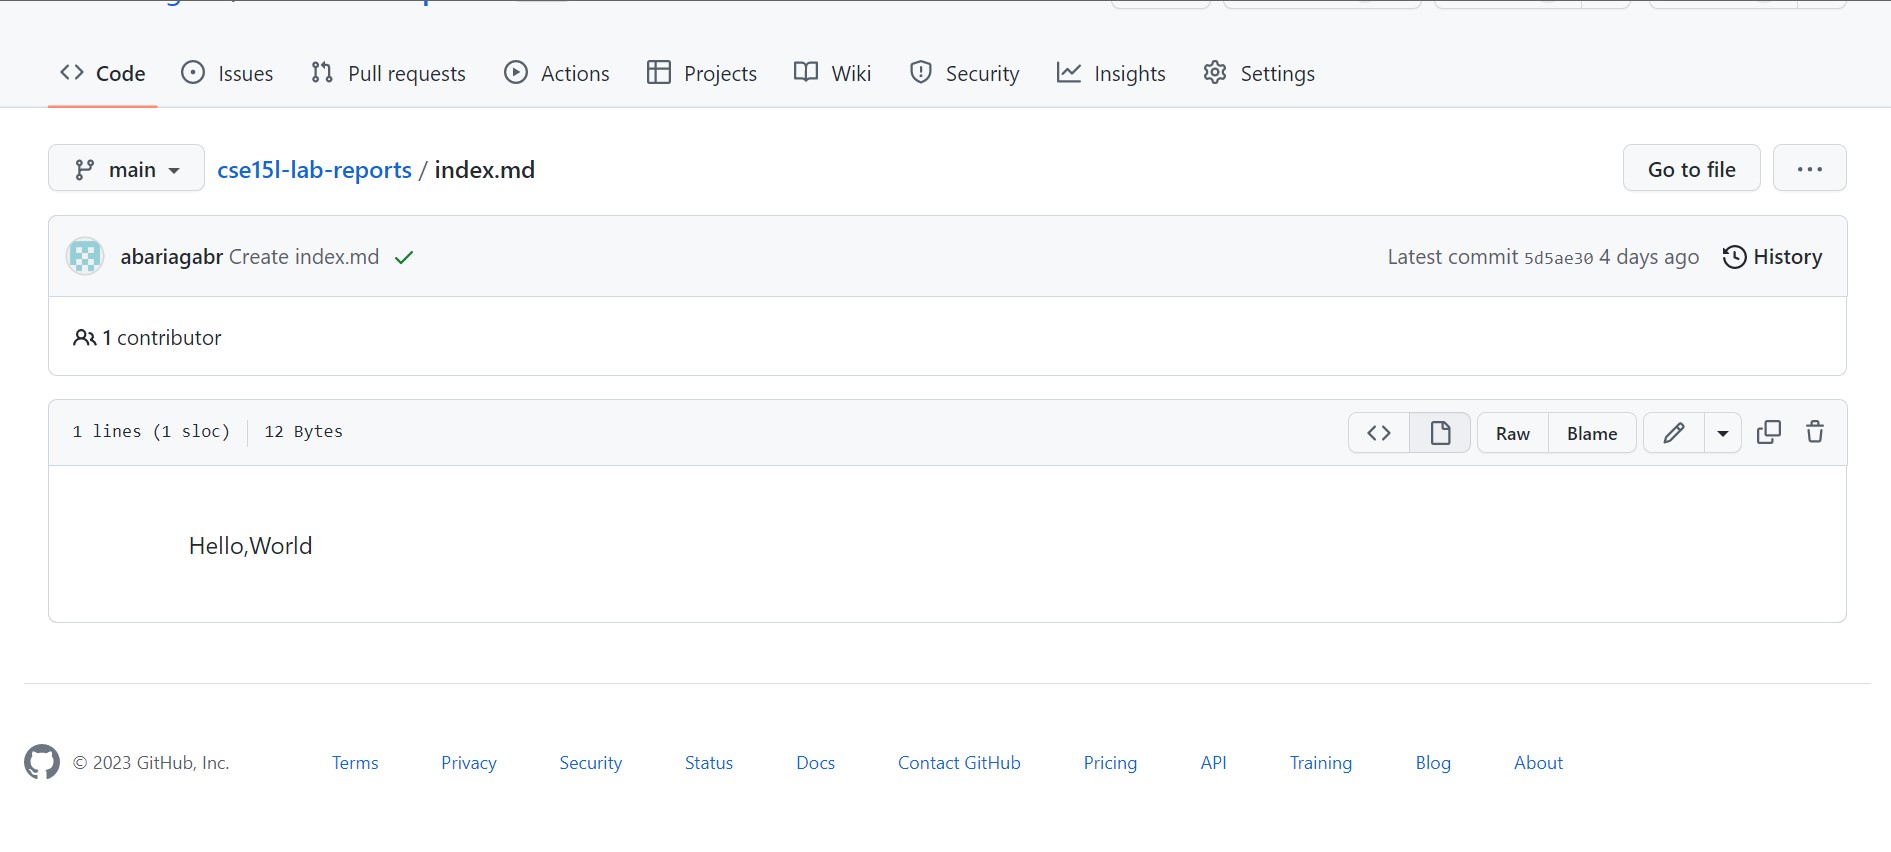 Code Issues Pull requests Actions Projects Wiki Security Insights Settings
main cse15l-lab-reports / index.md Go to file ...
abariagabr Create index.md Latest commit 5d5ae30 4 days ago History
1 contributor
1 lines (1 sloc) 12 Bytes Raw Blame
Hello,World
© 2023 GitHub, Inc. Terms Privacy Security Status Docs Contact GitHub Pricing API Training Blog About